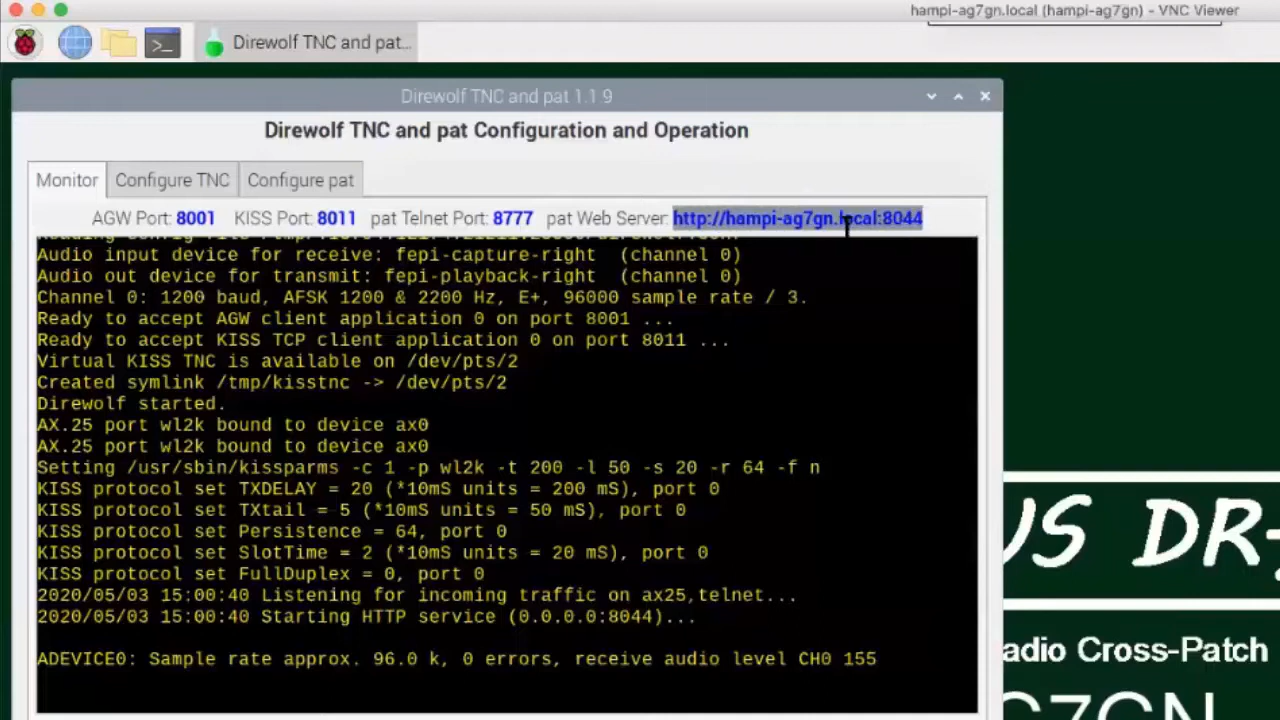 hampi-ag7gn.local (hampi-ag7gn) - VNC Viewer
Direwolf TNC and pat...
Direwolf TNC and pat 1.1.9
Direwolf TNC and pat Configuration and Operation
Monitor Configure TNC Configure pat
AGW Port: 8001 KISS Port: 8011 pat Telnet Port: 8777 pat Web Server: http://hampi-ag7gn.local:8044
Audio input device for receive: fepi-capture-right (channel 0)
Audio out device for transmit: fepi-playback-right (channel 0)
Channel 0: 1200 baud, AFSK 1200 & 2200 Hz, E+, 96000 sample rate / 3.
Ready to accept AGW client application 0 on port 8001 ...
Ready to accept KISS TCP client application 0 on port 8011 ...
Virtual KISS TNC is available on /dev/pts/2
Created symlink /tmp/kisstnc -> /dev/pts/2
Direwolf started.
AX.25 port wl2k bound to device ax0
AX.25 port wl2k bound to device ax0
Setting /usr/sbin/kissparms -c 1 -p wl2k -t 200 -l 50 -s 20 -r 64 -f n
KISS protocol set TXDELAY = 20 (*10mS units = 200 mS), port 0
KISS protocol set TXtail = 5 (*10mS units = 50 mS), port 0
KISS protocol set Persistence = 64, port 0
KISS protocol set SlotTime = 2 (*10mS units = 20 mS), port 0
KISS protocol set FullDuplex = 0, port 0
2020/05/03 15:00:40 Listening for incoming traffic on ax25,telnet...
2020/05/03 15:00:40 Starting HTTP service (0.0.0.0:8044)...
ADEVICE0: Sample rate approx. 96.0 k, 0 errors, receive audio level CH0 155
US DR-
adio Cross-Patch
G7GN